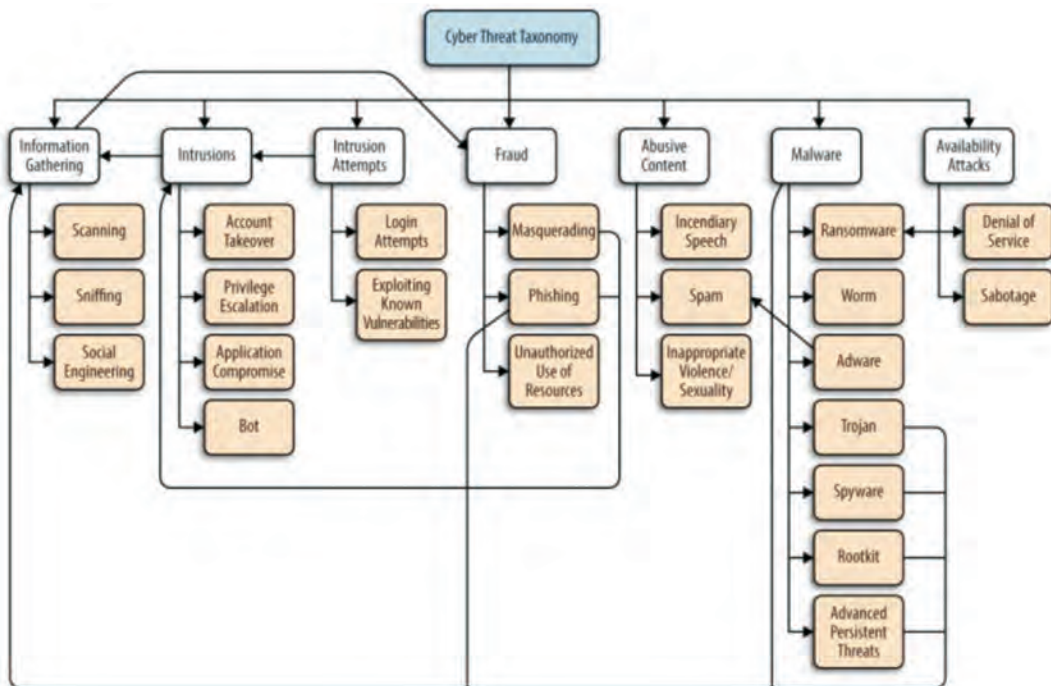 Cyber Threat Taxonomy
Information
Gathering
Intrusions
Intrusion
Attempts
Fraud
Abusive
Content
Malware
Availability
Attacks
Scanning
Sniffing
Social
Engineering
Account
Takeover
Privilege
Escalation
Application
Compromise
Bot
Login
Attempts
Exploiting
Known
Vulnerabilities
Masquerading
Phishing
Unauthorized
Use of
Resources
Incendiary
Speech
Spam
Inappropriate
Violence/
Sexuality
Ransomware
Worm
Adware
Trojan
Spyware
Rootkit
Advanced
Persistent
Threats
Denial of
Service
Sabotage